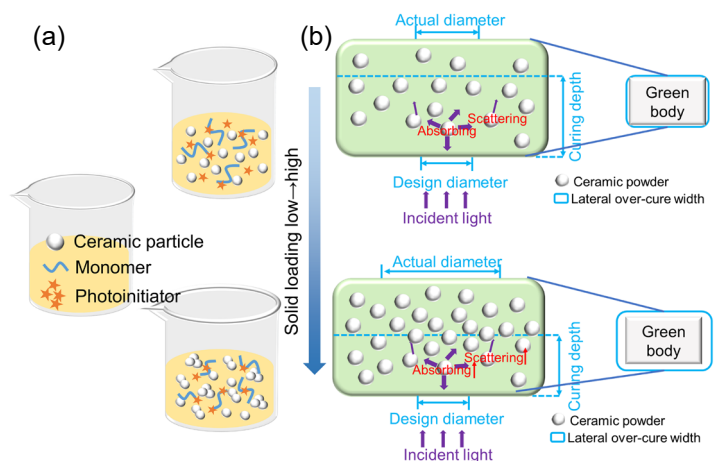 (a)
Ceramic particle
Monomer
Photoinitiator
Solid loading low→high
(b)
Actual diameter
Scattering
Absorbing
Curing depth
Design diameter
Incident light
Green
body
Ceramic powder
Lateral over-cure width
Actual diameter
Scattering
Absorbing
Curing depth
Design diameter
Incident light
Green
body
Ceramic powder
Lateral over-cure width